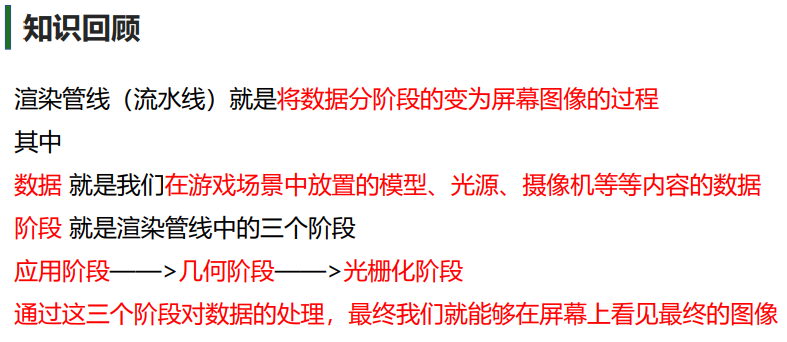 知识回顾
渲染管线（流水线）就是将数据分阶段的变为屏幕图像的过程
其中
数据 就是我们在游戏场景中放置的模型、光源、摄像机等等内容的数据
阶段 就是渲染管线中的三个阶段
应用阶段——>几何阶段——>光栅化阶段
通过这三个阶段对数据的处理，最终我们就能够在屏幕上看见最终的图像